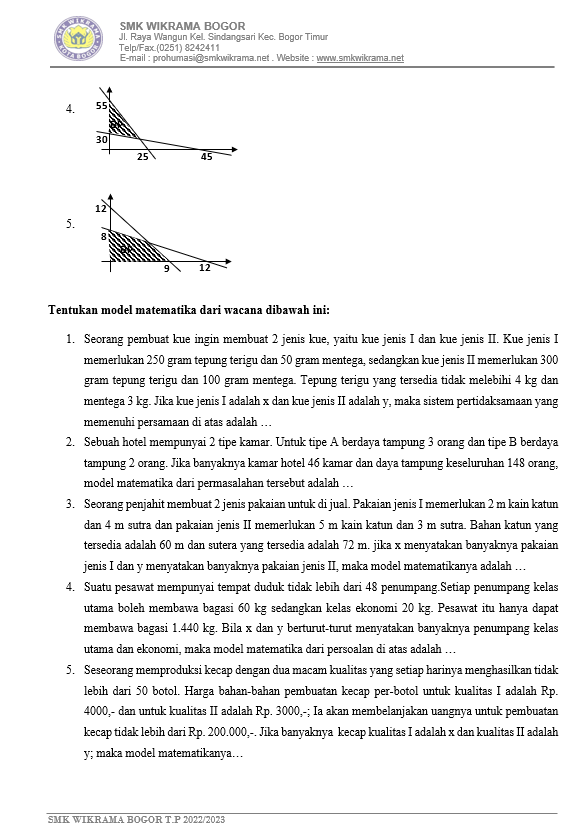 SMK WIKRAMA BOGOR
Jl. Raya Wangun Kel. Sindangsari Kec. Bogor Timur
Telp/Fax.(0251) 8242411
E-mail : prohumasi@smkwikrama.net . Website : www.smkwikrama.net
4.
55
30
25
45
5.
12
8
9
12
Tentukan model matematika dari wacana dibawah ini:
1. Seorang pembuat kue ingin membuat 2 jenis kue, yaitu kue jenis I dan kue jenis II. Kue jenis I
memerlukan 250 gram tepung terigu dan 50 gram mentega, sedangkan kue jenis II memerlukan 300
gram tepung terigu dan 100 gram mentega. Tepung terigu yang tersedia tidak melebihi 4 kg dan
mentega 3 kg. Jika kue jenis I adalah x dan kue jenis II adalah y, maka sistem pertidaksamaan yang
memenuhi persamaan di atas adalah …
2. Sebuah hotel mempunyai 2 tipe kamar. Untuk tipe A berdaya tampung 3 orang dan tipe B berdaya
tampung 2 orang. Jika banyaknya kamar hotel 46 kamar dan daya tampung keseluruhan 148 orang,
model matematika dari permasalahan tersebut adalah …
3. Seorang penjahit membuat 2 jenis pakaian untuk di jual. Pakaian jenis I memerlukan 2 m kain katun
dan 4 m sutra dan pakaian jenis II memerlukan 5 m kain katun dan 3 m sutra. Bahan katun yang
tersedia adalah 60 m dan sutera yang tersedia adalah 72 m. jika x menyatakan banyaknya pakaian
jenis I dan y menyatakan banyaknya pakaian jenis II, maka model matematikanya adalah …
4. Suatu pesawat mempunyai tempat duduk tidak lebih dari 48 penumpang.Setiap penumpang kelas
utama boleh membawa bagasi 60 kg sedangkan kelas ekonomi 20 kg. Pesawat itu hanya dapat
membawa bagasi 1.440 kg. Bila x dan y berturut-turut menyatakan banyaknya penumpang kelas
utama dan ekonomi, maka model matematika dari persoalan di atas adalah …
5. Seseorang memproduksi kecap dengan dua macam kualitas yang setiap harinya menghasilkan tidak
lebih dari 50 botol. Harga bahan-bahan pembuatan kecap per-botol untuk kualitas I adalah Rp.
4000,- dan untuk kualitas II adalah Rp. 3000,-; Ia akan membelanjakan uangnya untuk pembuatan
kecap tidak lebih dari Rp. 200.000,-. Jika banyaknya kecap kualitas I adalah x dan kualitas II adalah
y; maka model matematikanya…
SMK WIKRAMA BOGOR T.P 2022/2023